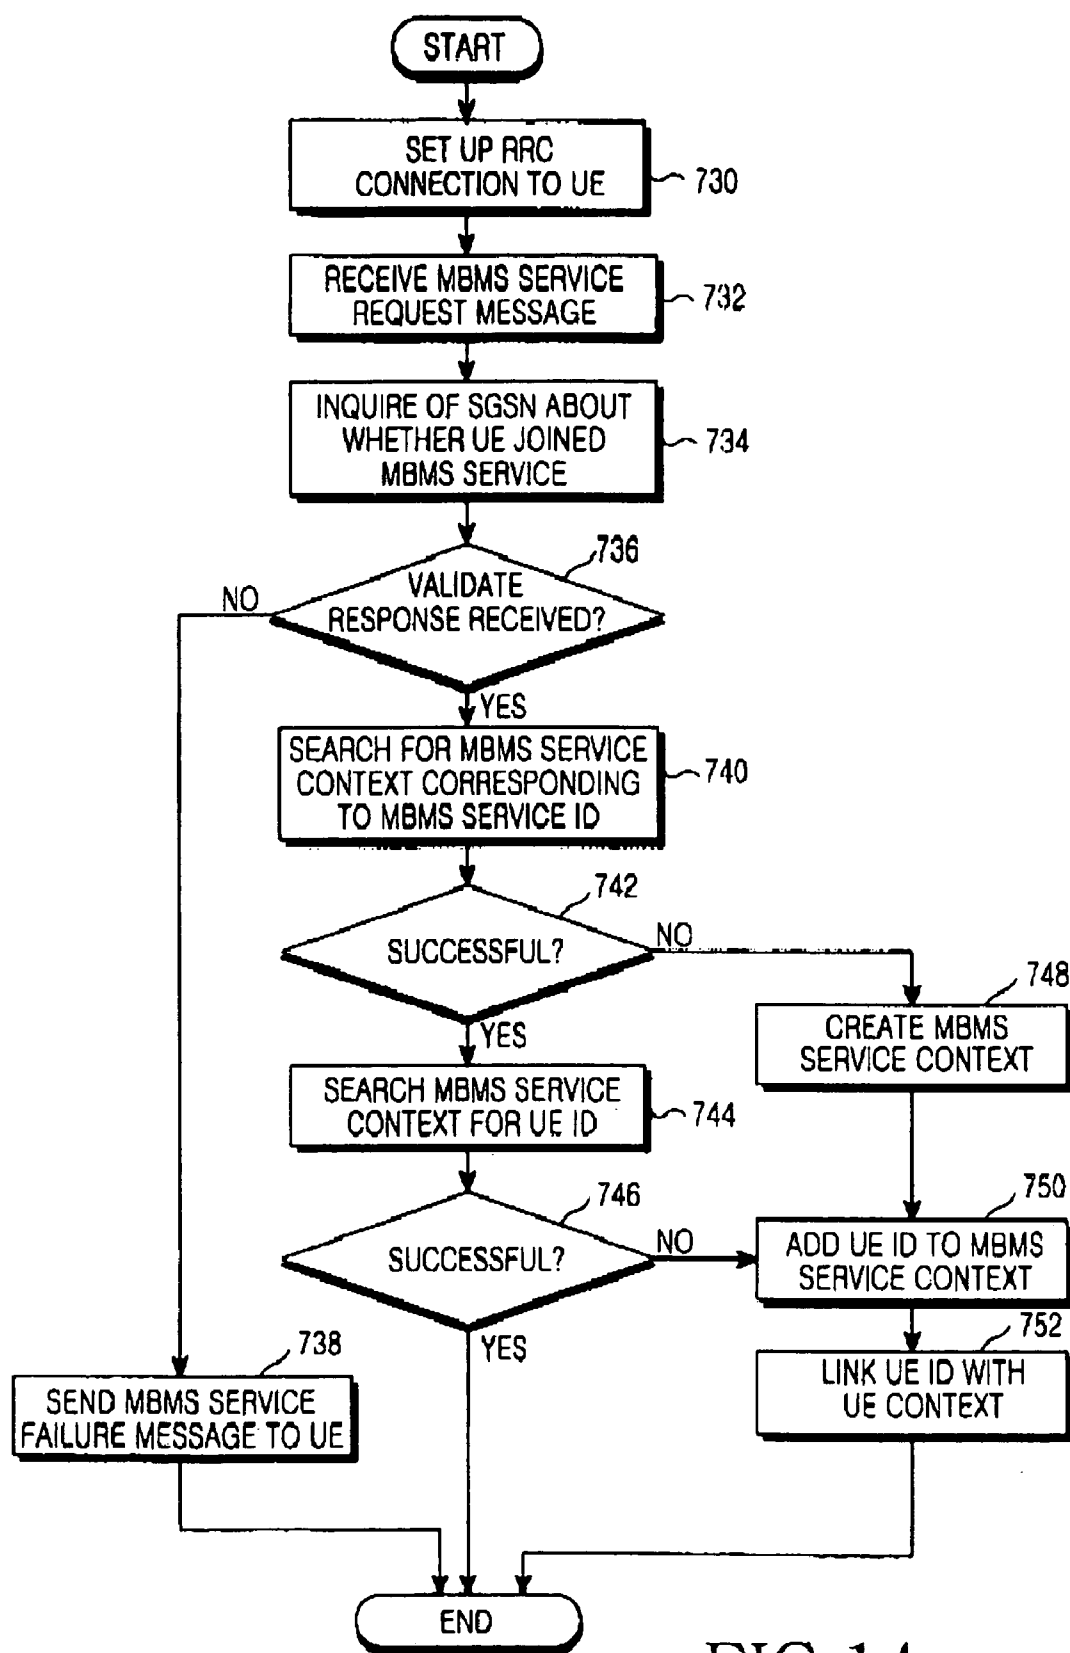 START
SET UP RRC
CONNECTION TO UE
730
RECEIVE MBMS SERVICE
REQUEST MESSAGE
732
INQUIRE OF SGSN ABOUT
WHETHER UE JOINED
MBMS SERVICE
734
736
VALIDATE
RESPONSE RECEIVED?
NO
YES
SEARCH FOR MBMS SERVICE
CONTEXT CORRESPONDING
TO MBMS SERVICE ID
740
742
SUCCESSFUL?
NO
YES
748
CREATE MBMS
SERVICE CONTEXT
SEARCH MBMS SERVICE
CONTEXT FOR UE ID
744
746
SUCCESSFUL?
NO
YES
750
ADD UE ID TO MBMS
SERVICE CONTEXT
752
LINK UE ID WITH
UE CONTEXT
738
SEND MBMS SERVICE
FAILURE MESSAGE TO UE
END
FIG. 14